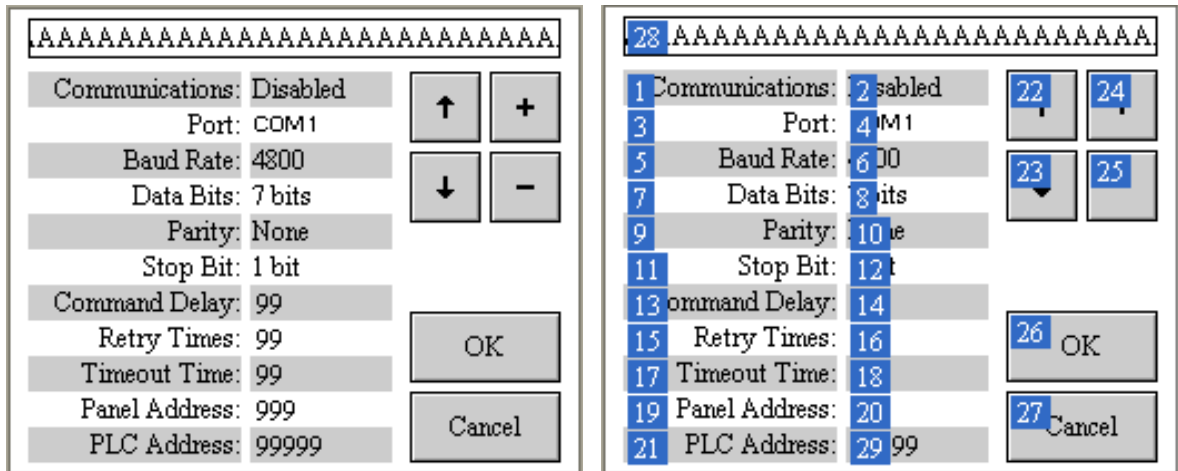 AAAAAAAAAAAAAAAAAAAAAAAAAA
Communications: Disabled
Port: COM1
Baud Rate: 4800
Data Bits: 7 bits
Parity: None
Stop Bit: 1 bit
Command Delay: 99
Retry Times: 99
Timeout Time: 99
Panel Address: 999
PLC Address: 99999
↑ +
↓ −
OK
Cancel
28 AAAAAAAAAAAAAAAAAAAAAAAA
1 Communications: 2 sabled
3 Port: 4 M1
5 Baud Rate: 6 00
7 Data Bits: 8 its
9 Parity: 10 e
11 Stop Bit: 12 t
13 ommand Delay: 14
15 Retry Times: 16
17 Timeout Time: 18
19 Panel Address: 20
21 PLC Address: 29 99
22 24
23 25
26 OK
27 Cancel